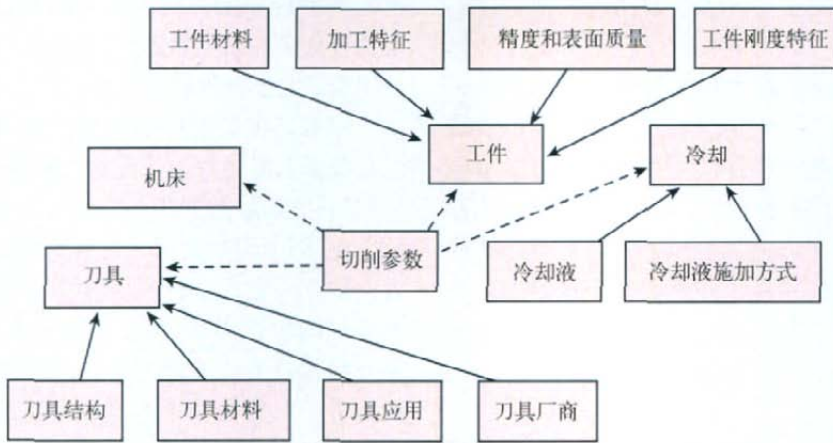 工件材料
加工特征
精度和表面质量
工件刚度特征
工件
冷却
机床
切削参数
刀具
冷却液
冷却液施加方式
刀具结构
刀具材料
刀具应用
刀具厂商